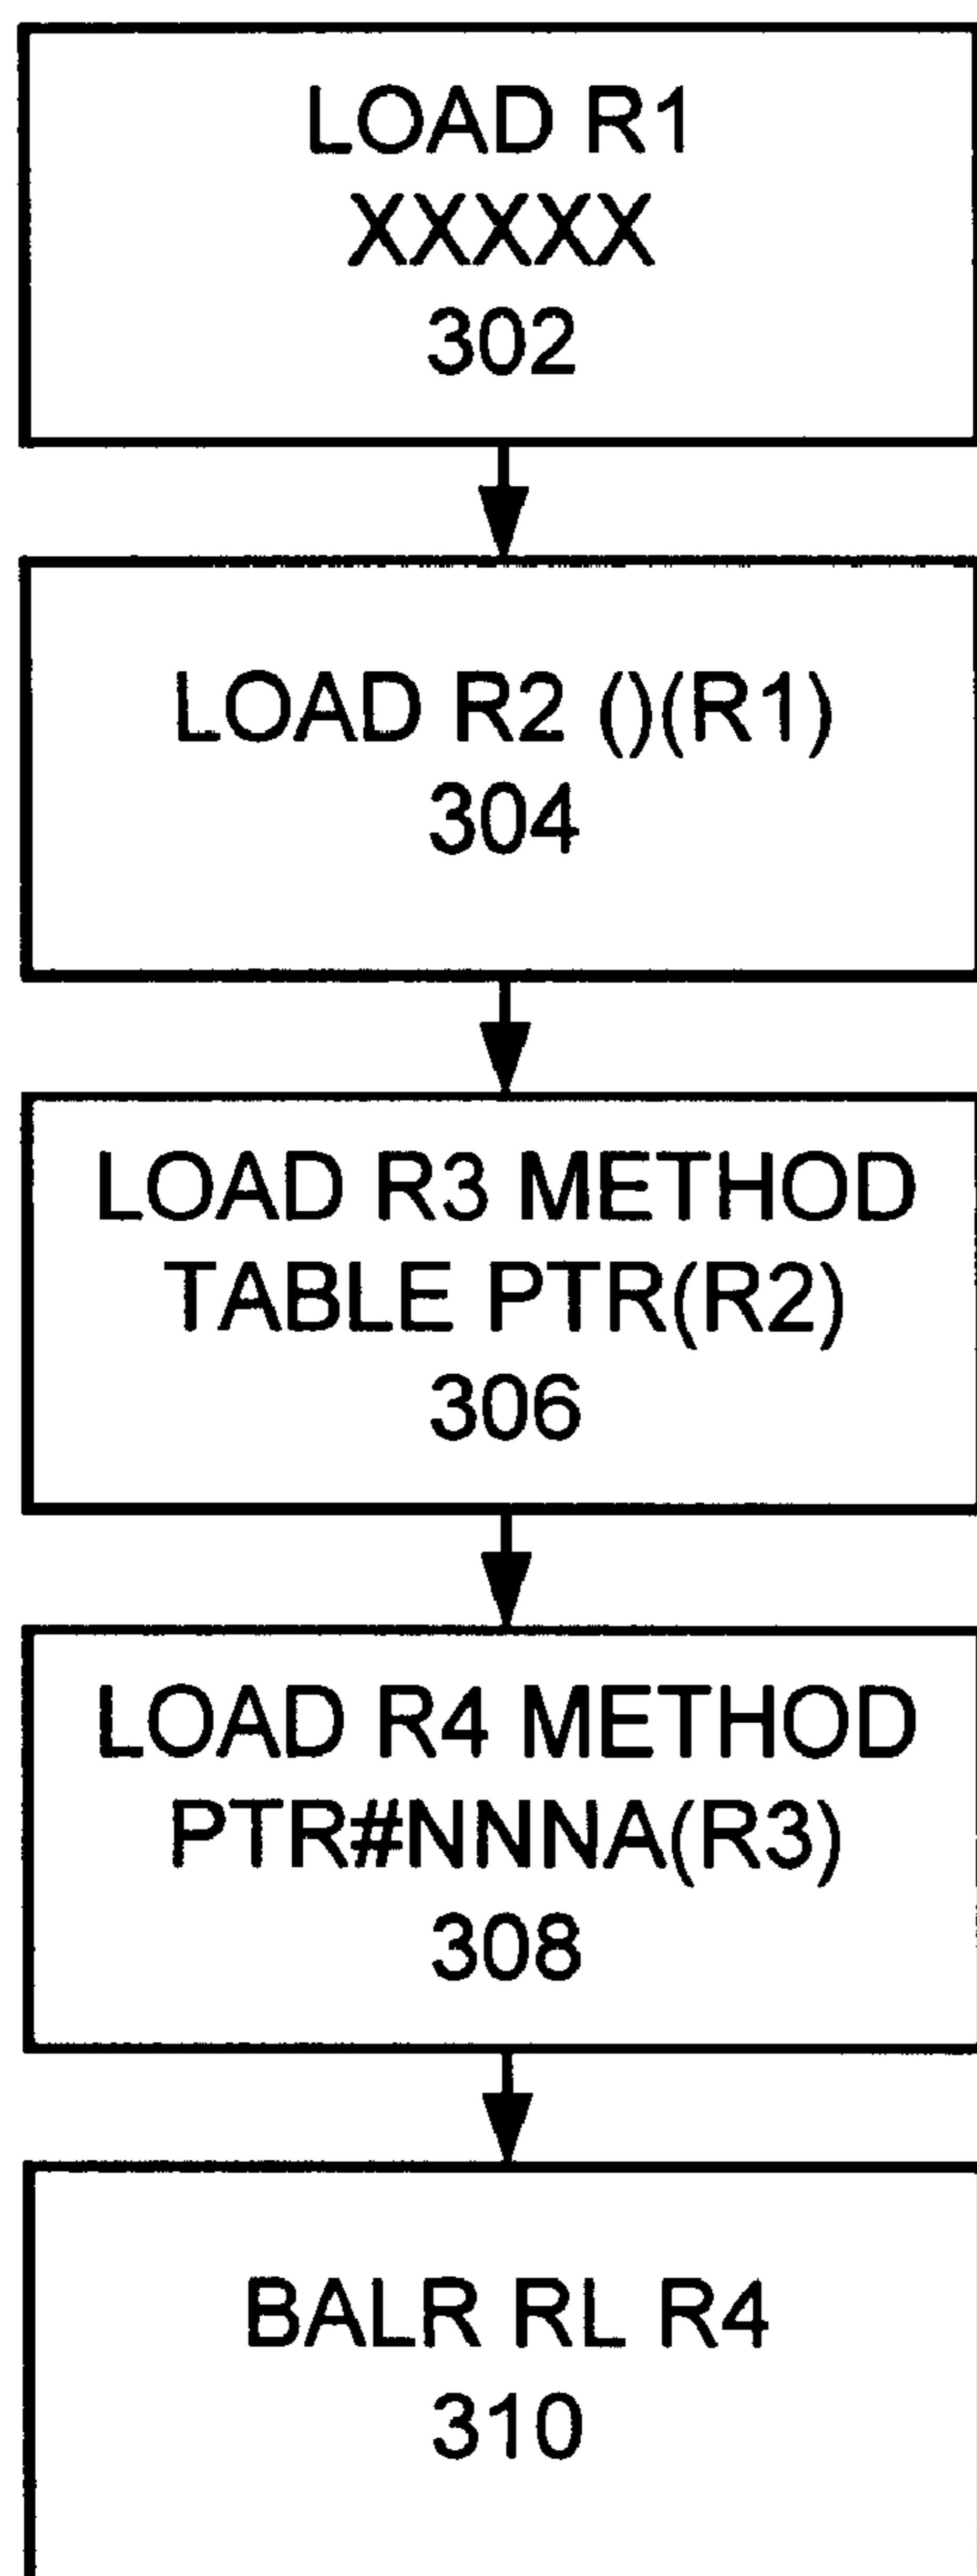 LOAD R1
XXXXX
302
LOAD R2 ()(R1)
304
LOAD R3 METHOD
TABLE PTR(R2)
306
LOAD R4 METHOD
PTR#NNNA(R3)
308
BALR RL R4
310